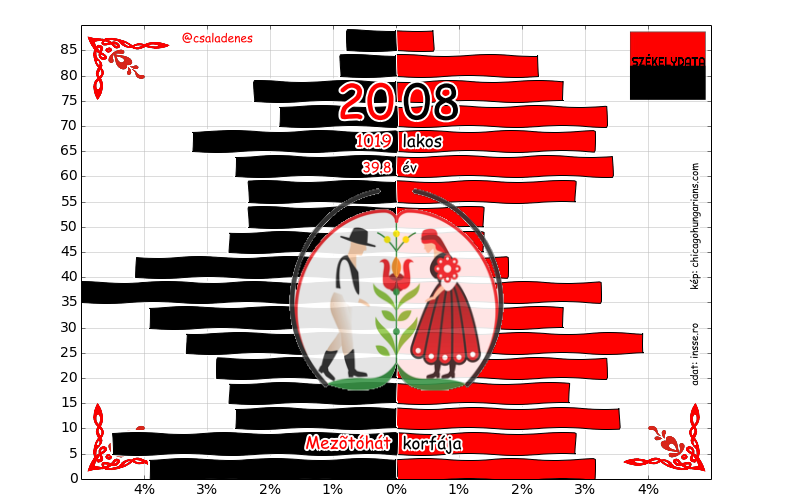 @csaladenes
SZÉKELYDATA
2008
1019 lakos
39.8 év
kép: chicagohungarians.com
adat: insse.ro
Mezőtóhát korfája
85
80
75
70
65
60
55
50
45
40
35
30
25
20
15
10
5
0
4% 3% 2% 1% 0% 1% 2% 3% 4%